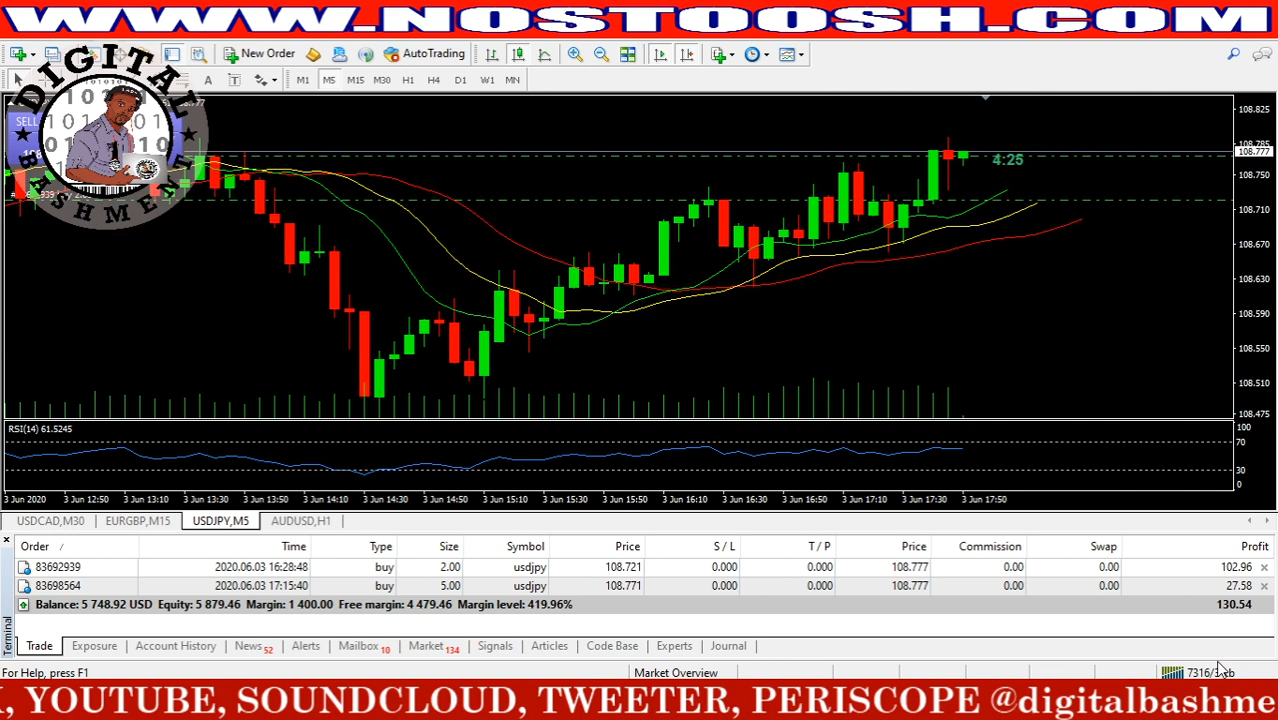 WWW.NOSTOOSH.COM
DIGITAL
BASHMENT
New Order
AutoTrading
A T M1 M5 M15 M30 H1 H4 D1 W1 MN
SELL
108.825
108.785
108.777
108.750
108.710
108.670
108.630
108.590
108.550
108.510
108.475
4:25
RSI(14) 61.5245
100
70
30
0
3 Jun 2020 3 Jun 12:50 3 Jun 13:10 3 Jun 13:30 3 Jun 13:50 3 Jun 14:10 3 Jun 14:30 3 Jun 14:50 3 Jun 15:10 3 Jun 15:30 3 Jun 15:50 3 Jun 16:10 3 Jun 16:30 3 Jun 16:50 3 Jun 17:10 3 Jun 17:30 3 Jun 17:50
USDCAD,M30 EURGBP,M15 USDJPY,M5 AUDUSD,H1
Order / Time Type Size Symbol Price S / L T / P Price Commission Swap Profit
83692939 2020.06.03 16:28:48 buy 2.00 usdjpy 108.721 0.000 0.000 108.777 0.00 0.00 102.96
83698564 2020.06.03 17:15:40 buy 5.00 usdjpy 108.771 0.000 0.000 108.777 0.00 0.00 27.58
Balance: 5 748.92 USD Equity: 5 879.46 Margin: 1 400.00 Free margin: 4 479.46 Margin level: 419.96% 130.54
Terminal
Trade Exposure Account History News 52 Alerts Mailbox 10 Market 134 Signals Articles Code Base Experts Journal
For Help, press F1 Market Overview
K, YOUTUBE, SOUNDCLOUD, TWEETER, PERISCOPE @digitalbashme